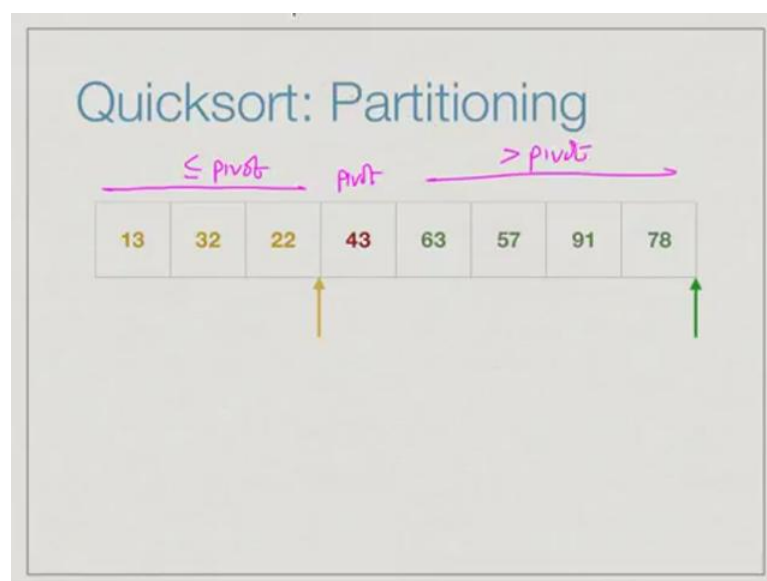 Quicksort: Partitioning
≤ pivot pivot > pivot
13 32 22 43 63 57 91 78